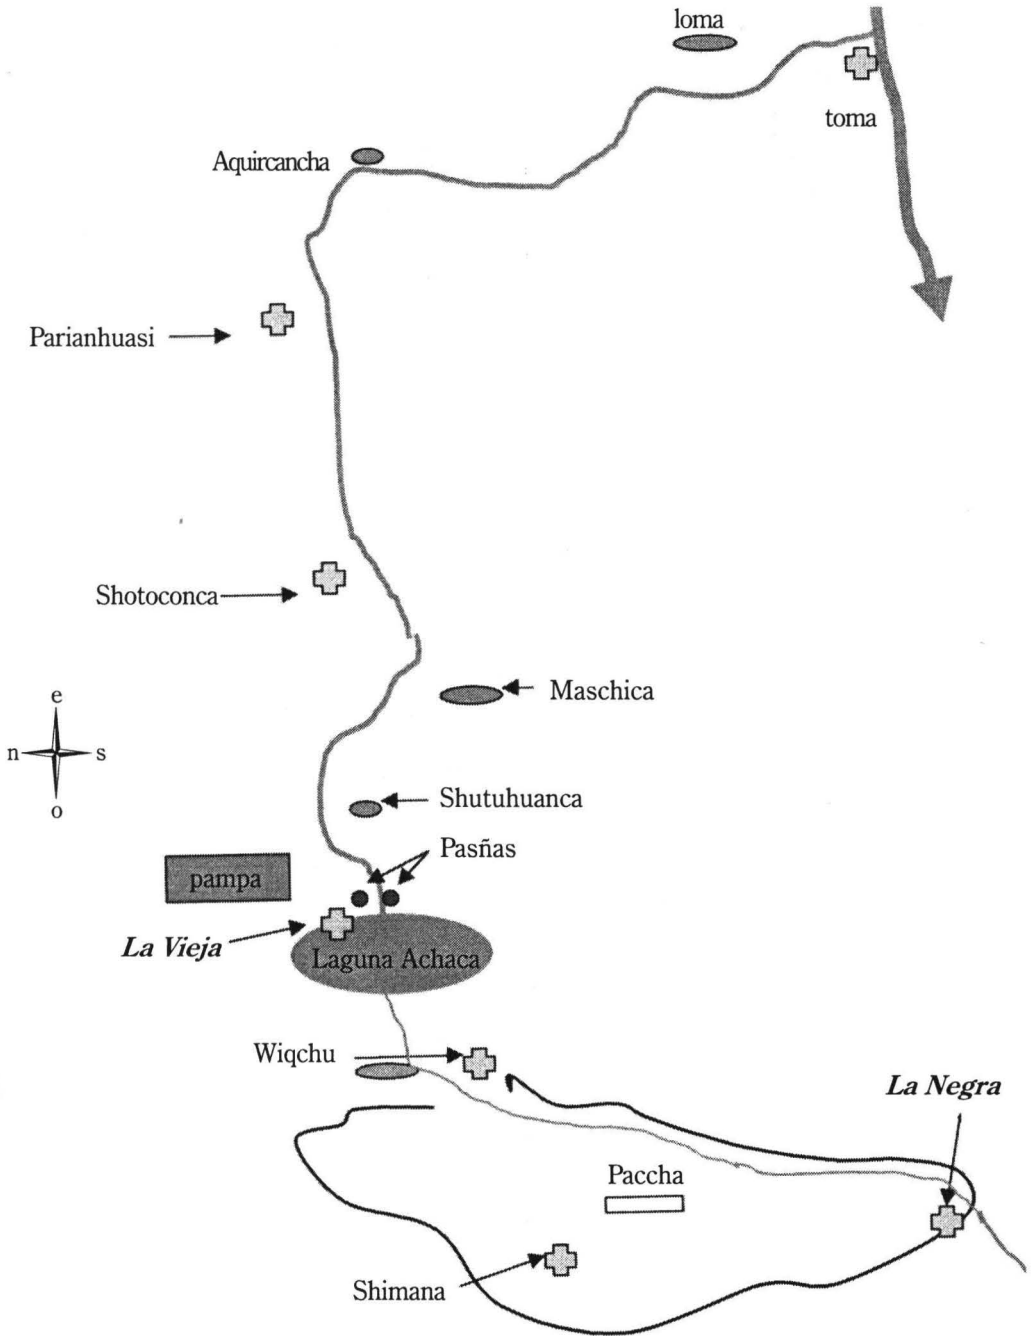 loma
toma
Aquircancha
Parianhuasi
Shotoconca
e
n s
o
Maschica
Shutuhuanca
Pasñas
pampa
La Vieja
Laguna Achaca
Wiqchu
La Negra
Paccha
Shimana